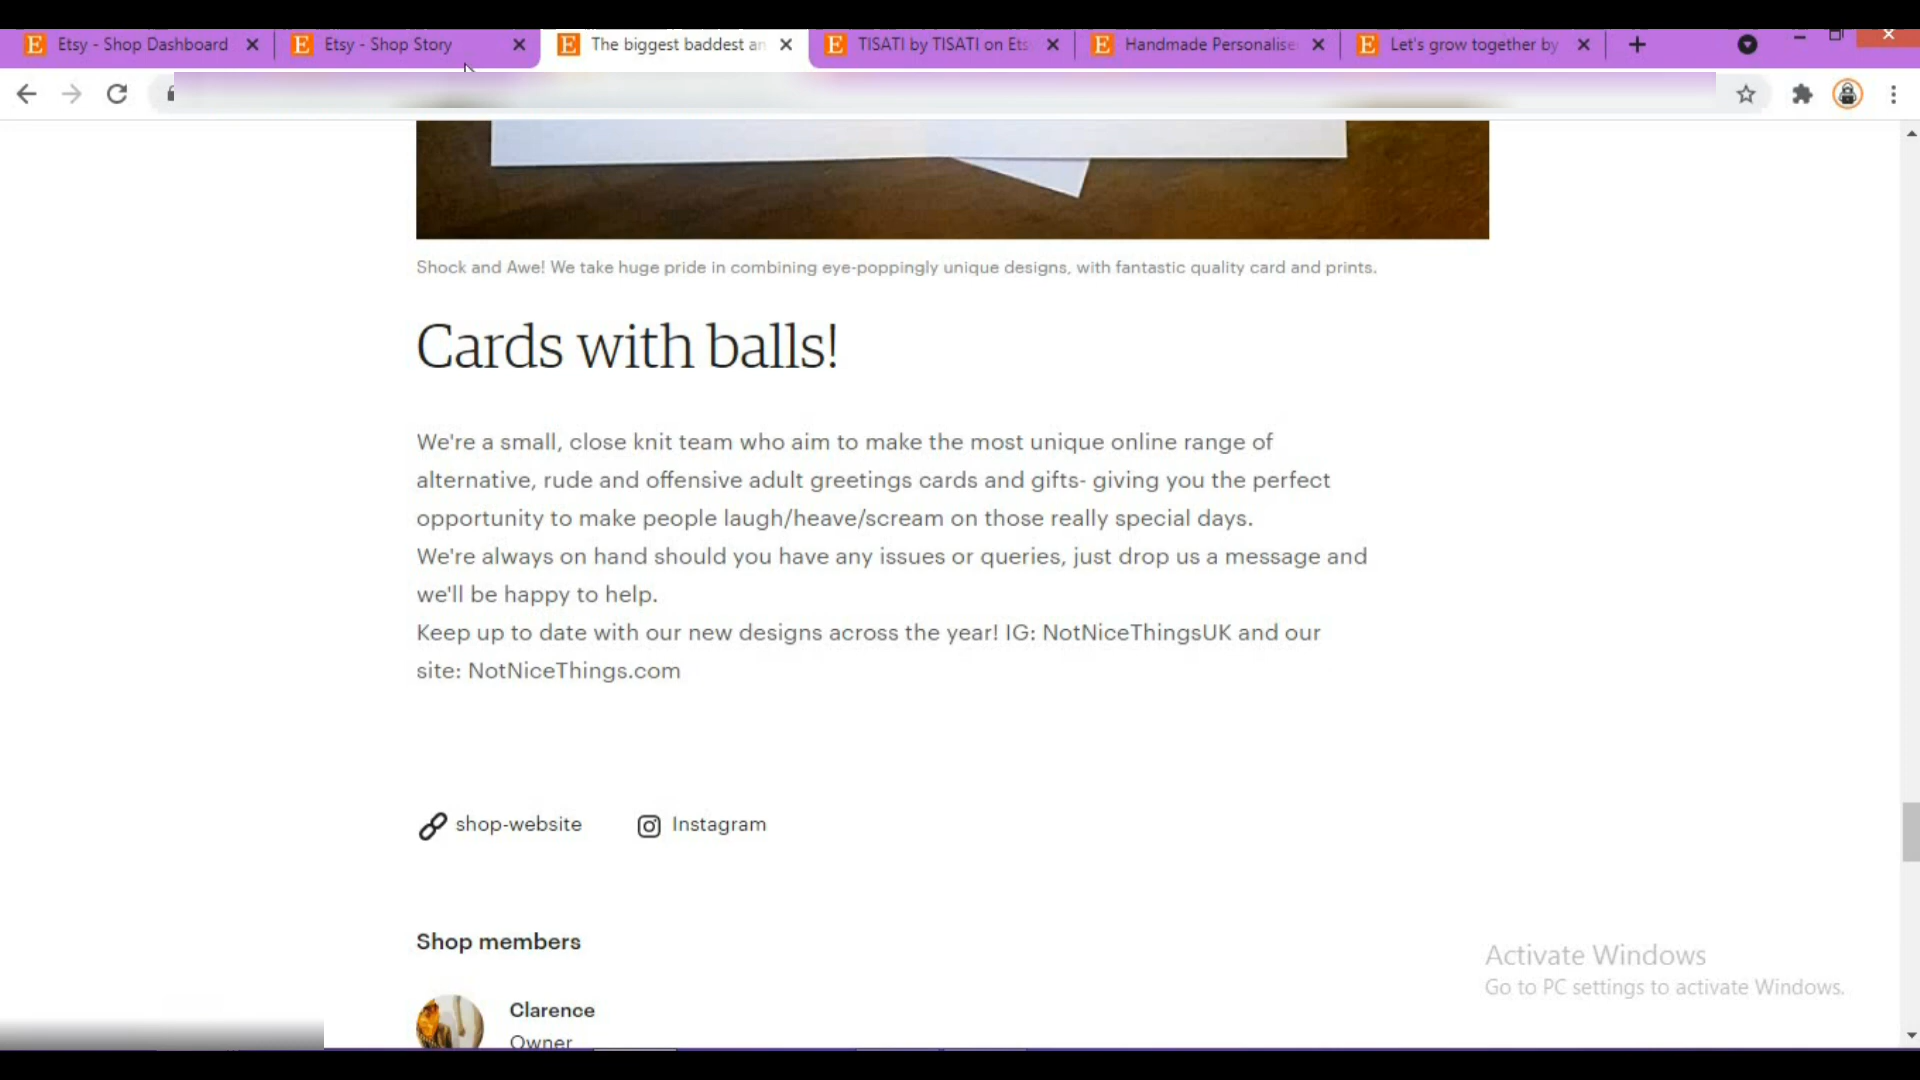 Etsy - Shop Dashboard
Etsy - Shop Story
The biggest baddest an
TISATI by TISATI on Ets
Handmade Personalise
Let's grow together by
Shock and Awe! We take huge pride in combining eye-poppingly unique designs, with fantastic quality card and prints.
Cards with balls!
We're a small, close knit team who aim to make the most unique online range of
alternative, rude and offensive adult greetings cards and gifts- giving you the perfect
opportunity to make people laugh/heave/scream on those really special days.
We're always on hand should you have any issues or queries, just drop us a message and
we'll be happy to help.
Keep up to date with our new designs across the year! IG: NotNiceThingsUK and our
site: NotNiceThings.com
shop-website
Instagram
Shop members
Clarence
Owner
Activate Windows
Go to PC settings to activate Windows.